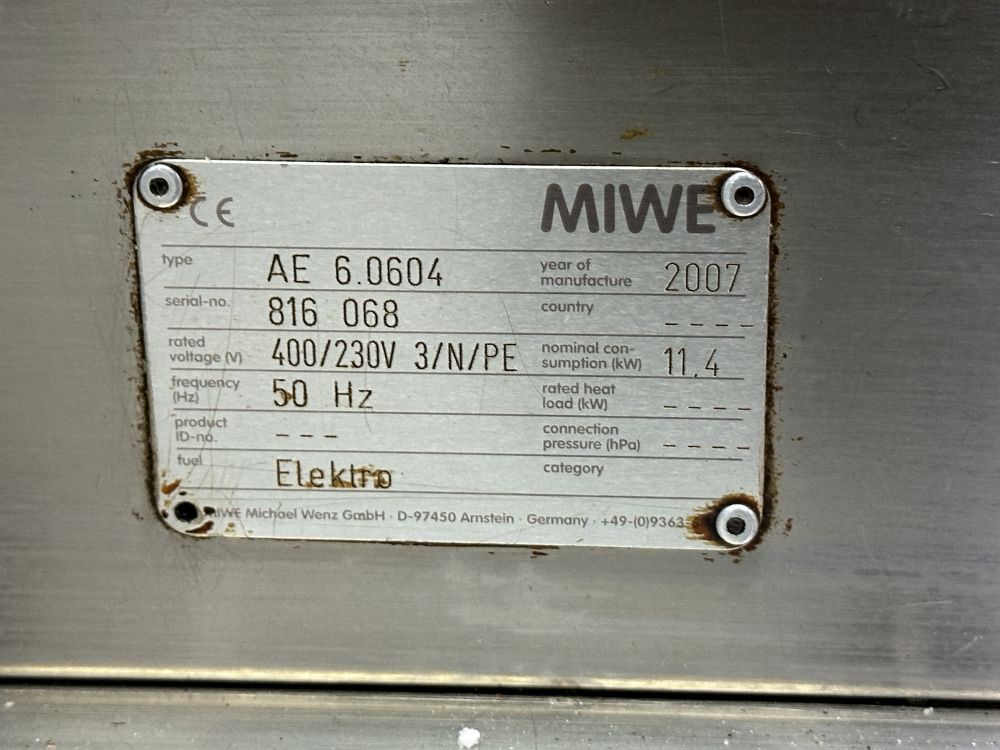 CE
MIWE
type AE 6.0604
year of manufacture 2007
serial-no. 816 068
country ----
rated voltage (V) 400/230V 3/N/PE
nominal con-sumption (kW) 11.4
frequency (Hz) 50 Hz
rated heat load (kW) ----
product ID-no. ---
connection pressure (hPa) ----
fuel Elektro
category
MIWE Michael Wenz GmbH · D-97450 Arnstein · Germany · +49-(0)9363